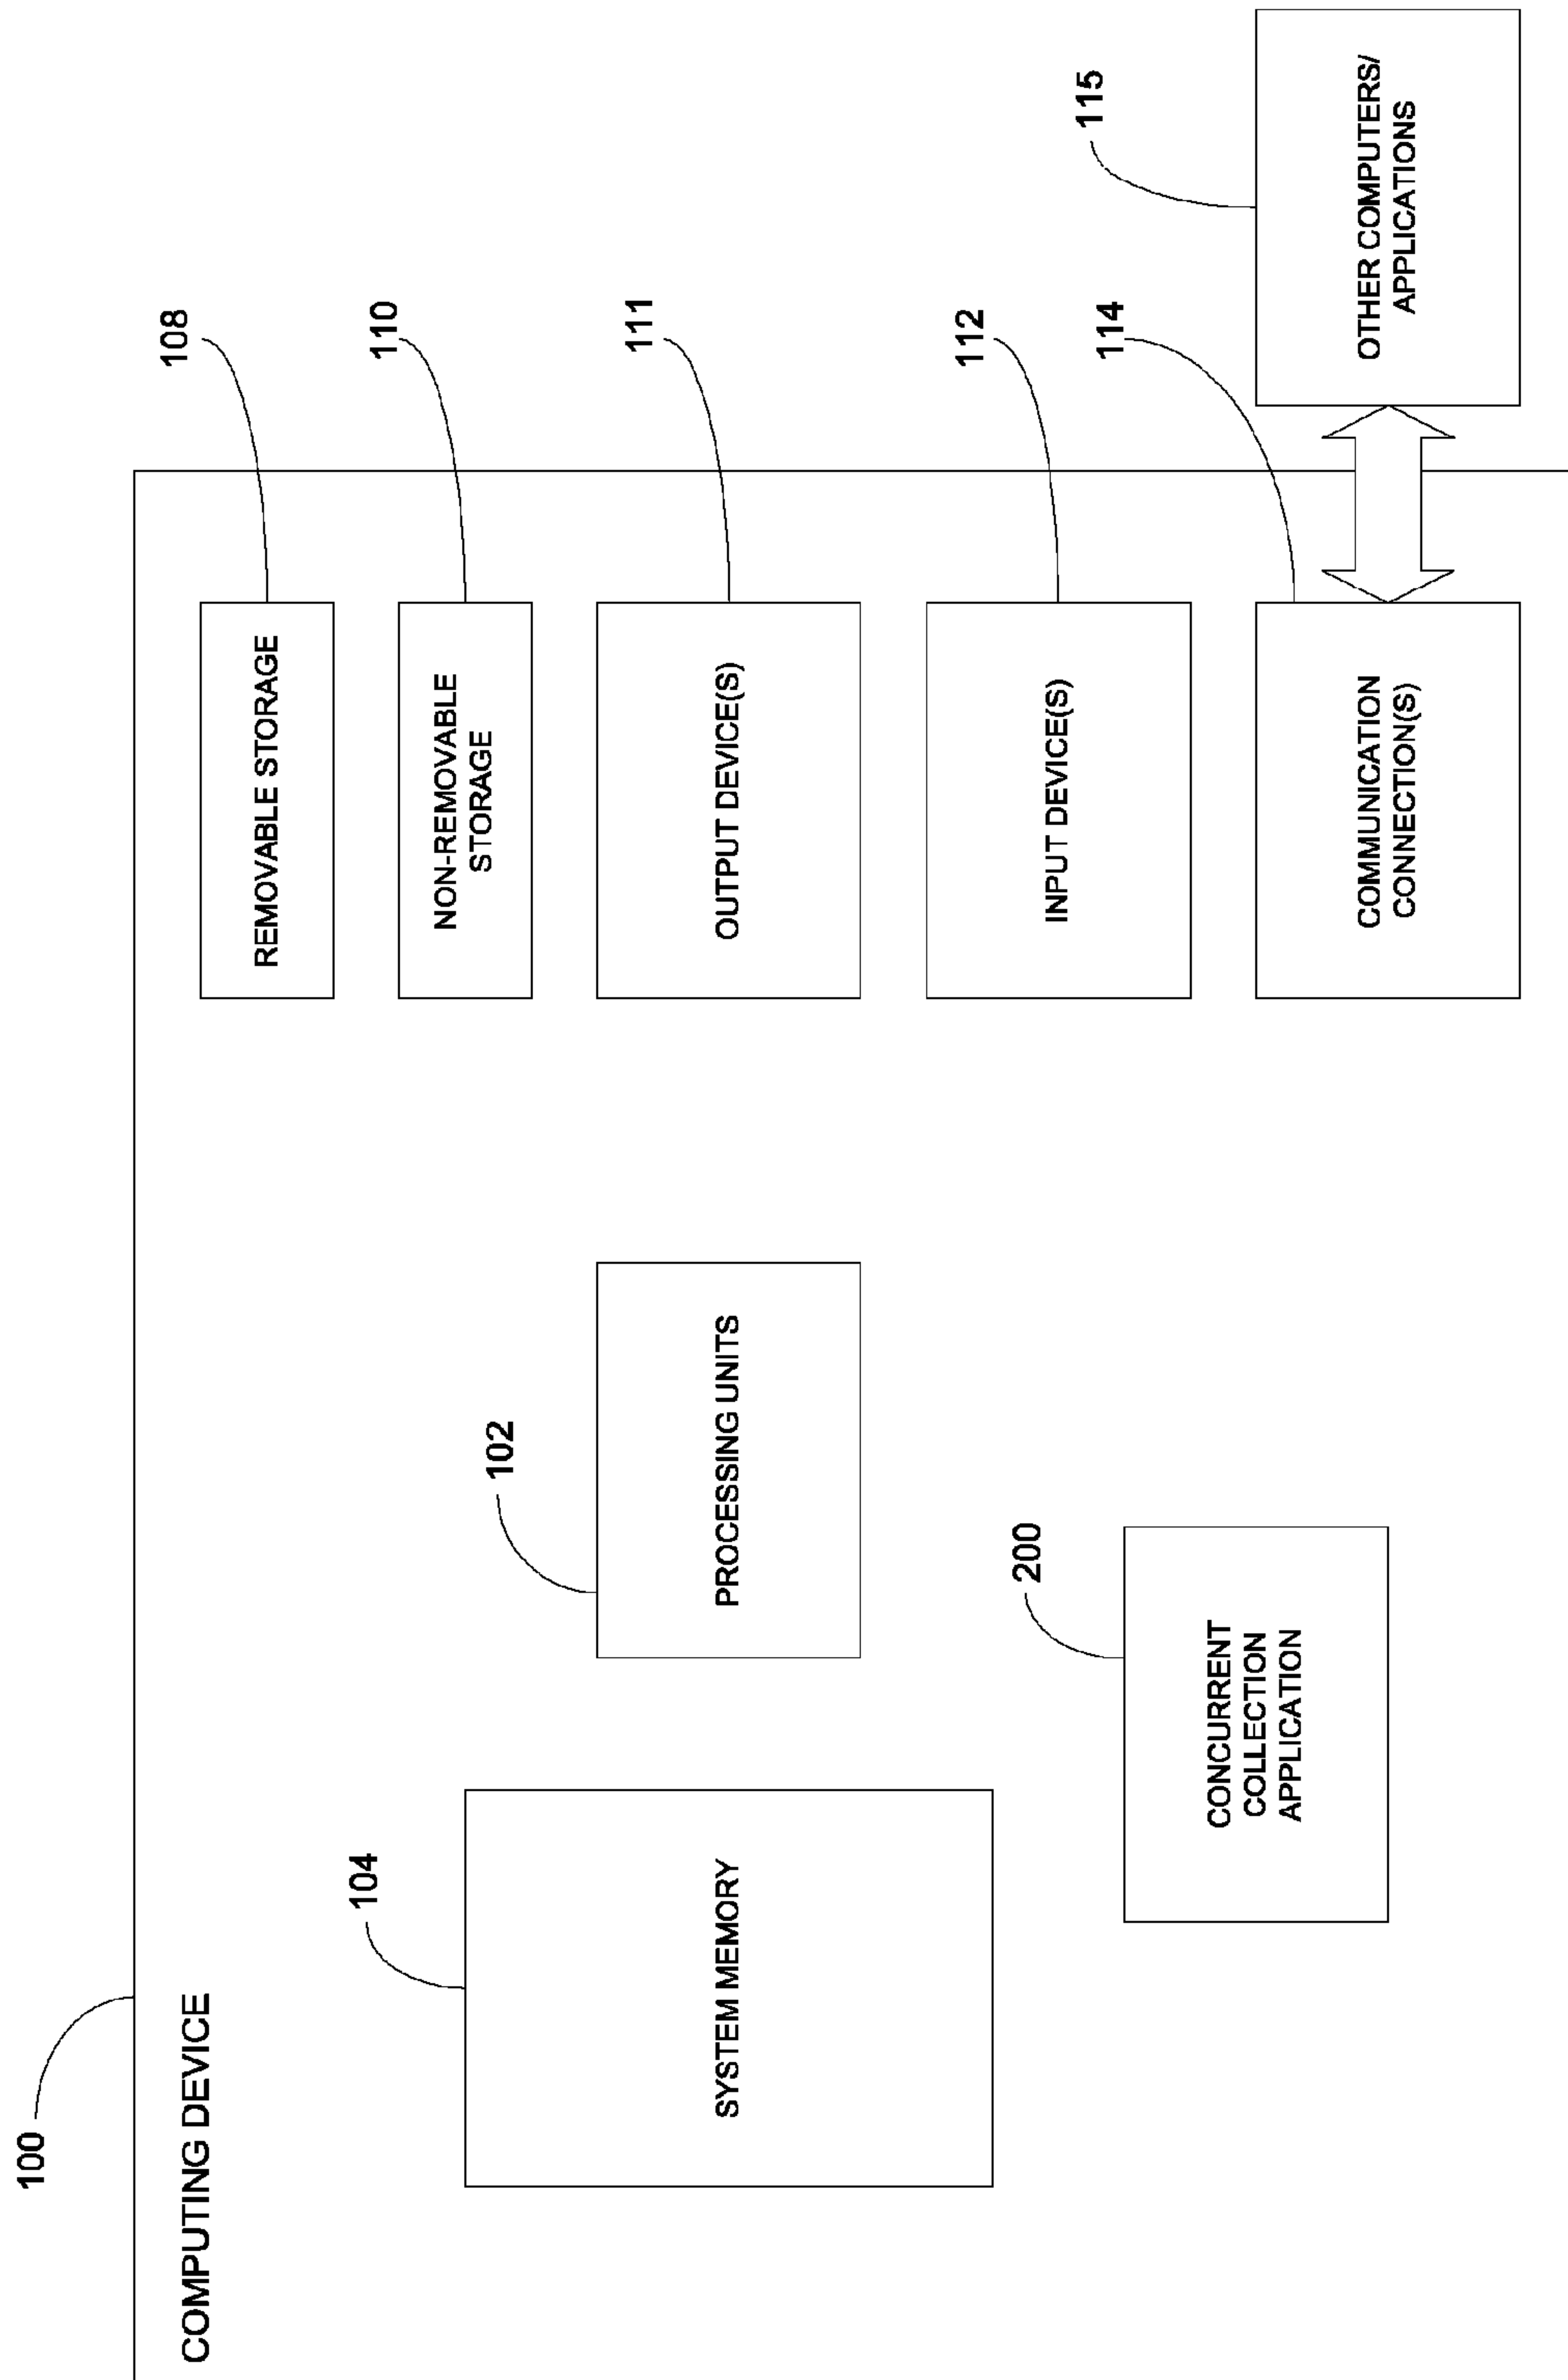 100
COMPUTING DEVICE
104
SYSTEM MEMORY
102
PROCESSING UNITS
200
CONCURRENT
COLLECTION
APPLICATION
108
REMOVABLE STORAGE
110
NON-REMOVABLE
STORAGE
111
OUTPUT DEVICE(S)
112
INPUT DEVICE(S)
114
COMMUNICATION
CONNECTION(S)
115
OTHER COMPUTERS/
APPLICATIONS